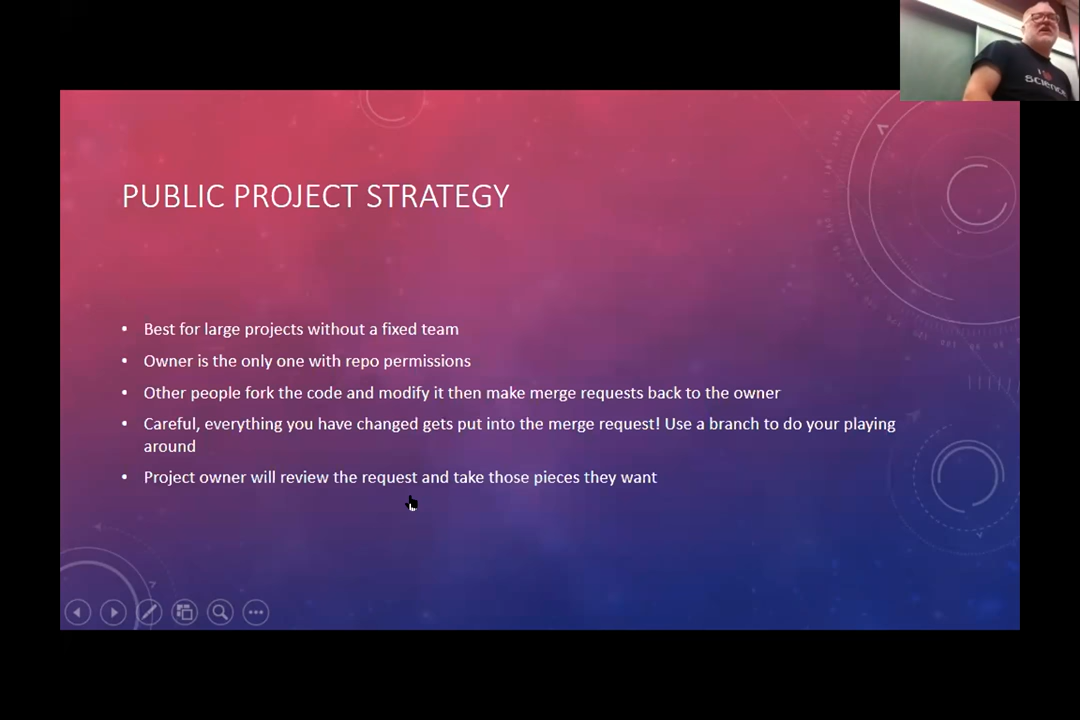 I
SCIENCE
PUBLIC PROJECT STRATEGY
• Best for large projects without a fixed team
• Owner is the only one with repo permissions
• Other people fork the code and modify it then make merge requests back to the owner
• Careful, everything you have changed gets put into the merge request! Use a branch to do your playing
around
• Project owner will review the request and take those pieces they want